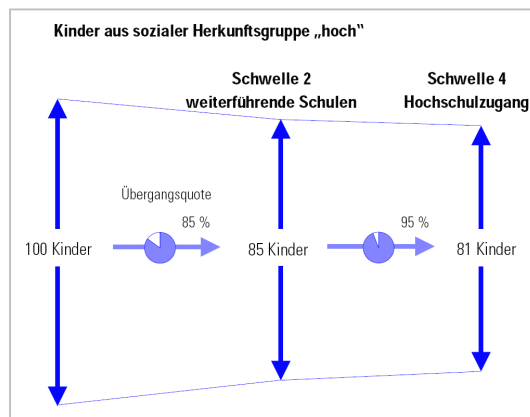 Kinder aus sozialer Herkunftsgruppe „hoch“
Schwelle 2
weiterführende Schulen
Schwelle 4
Hochschulzugang
Übergangsquote
85 %
95 %
100 Kinder
85 Kinder
81 Kinder